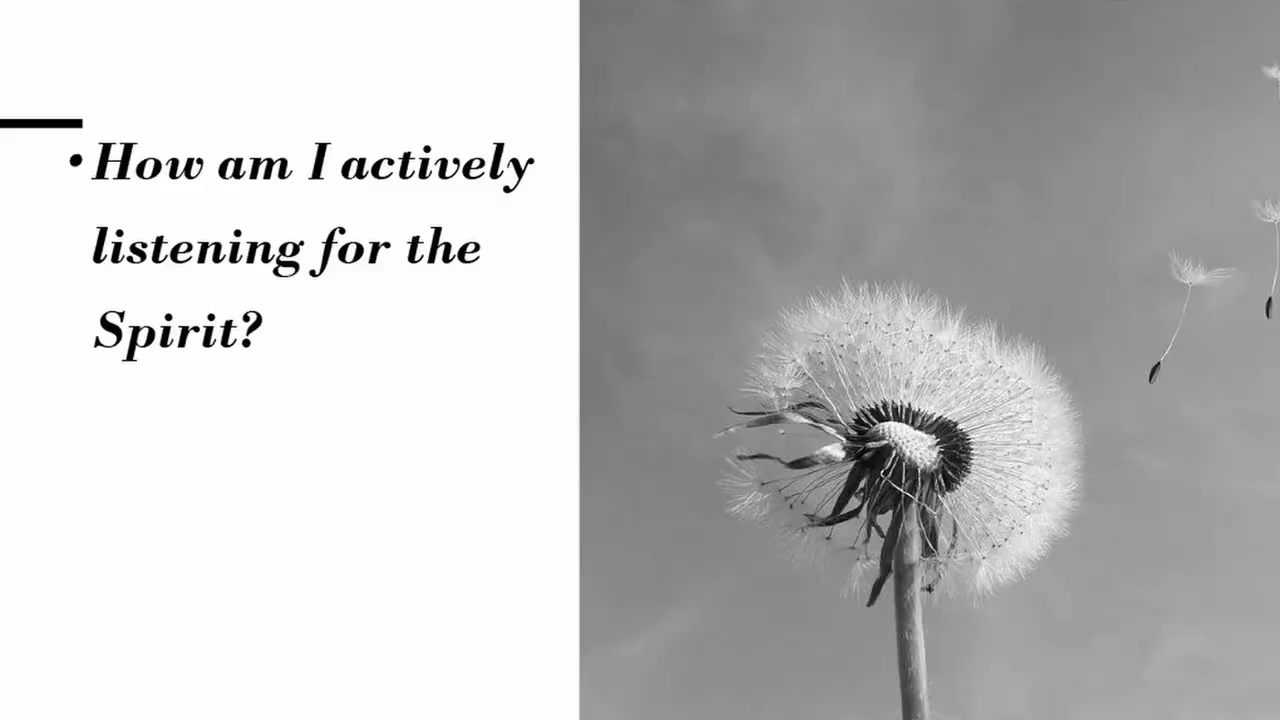 • How am I actively
listening for the
Spirit?